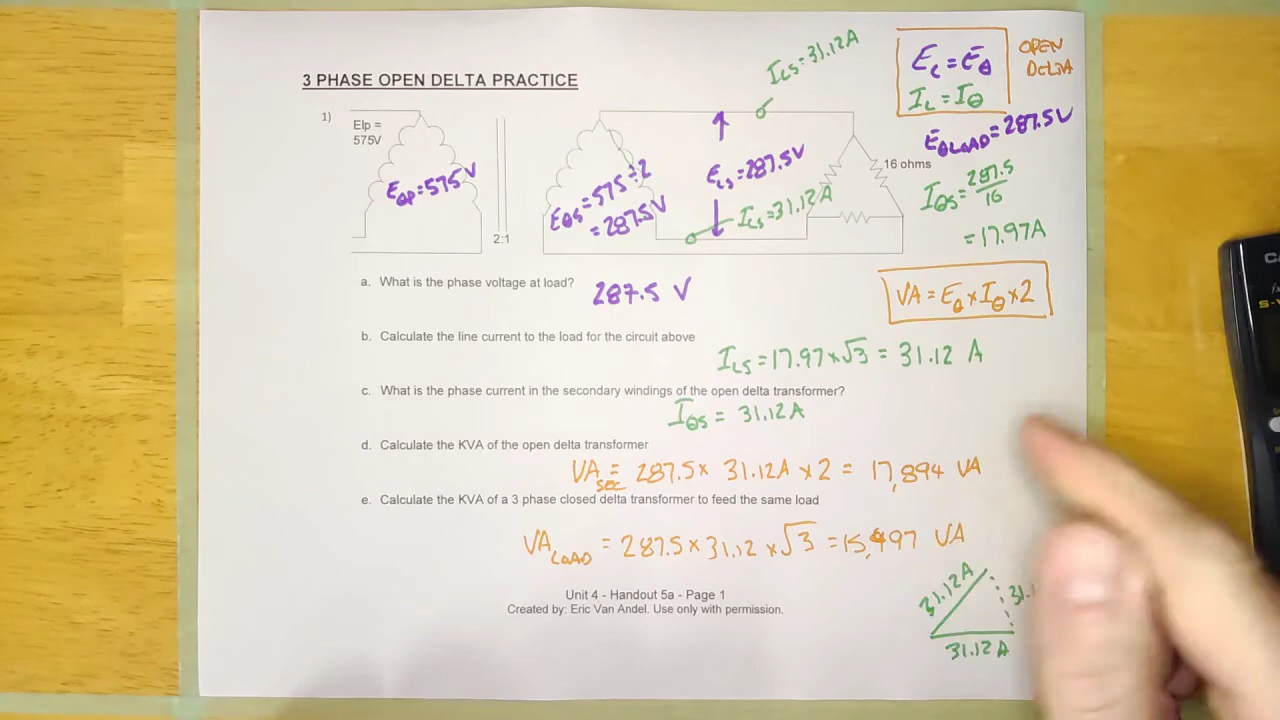 3 PHASE OPEN DELTA PRACTICE
1)
Elp =
575V
EθP=575V
2:1
EθS=575÷2
=287.5V
ELS=287.5V
ILS=31.12A
ILS=31.12A
16 ohms
EL=Eθ
IL=Iθ
OPEN
DELTA
EθLOAD=287.5V
IθS=287.5/16
=17.97A
VA=Eθ×Iθ×2
a. What is the phase voltage at load?
287.5 V
b. Calculate the line current to the load for the circuit above
ILS=17.97×√3=31.12 A
c. What is the phase current in the secondary windings of the open delta transformer?
IθS= 31.12A
d. Calculate the KVA of the open delta transformer
VASEC= 287.5× 31.12A ×2 = 17,894 VA
e. Calculate the KVA of a 3 phase closed delta transformer to feed the same load
VALOAD = 287.5×31.12×√3 =15,497 VA
31.12A
31.1
31.12A
Unit 4 - Handout 5a - Page 1
Created by: Eric Van Andel. Use only with permission.